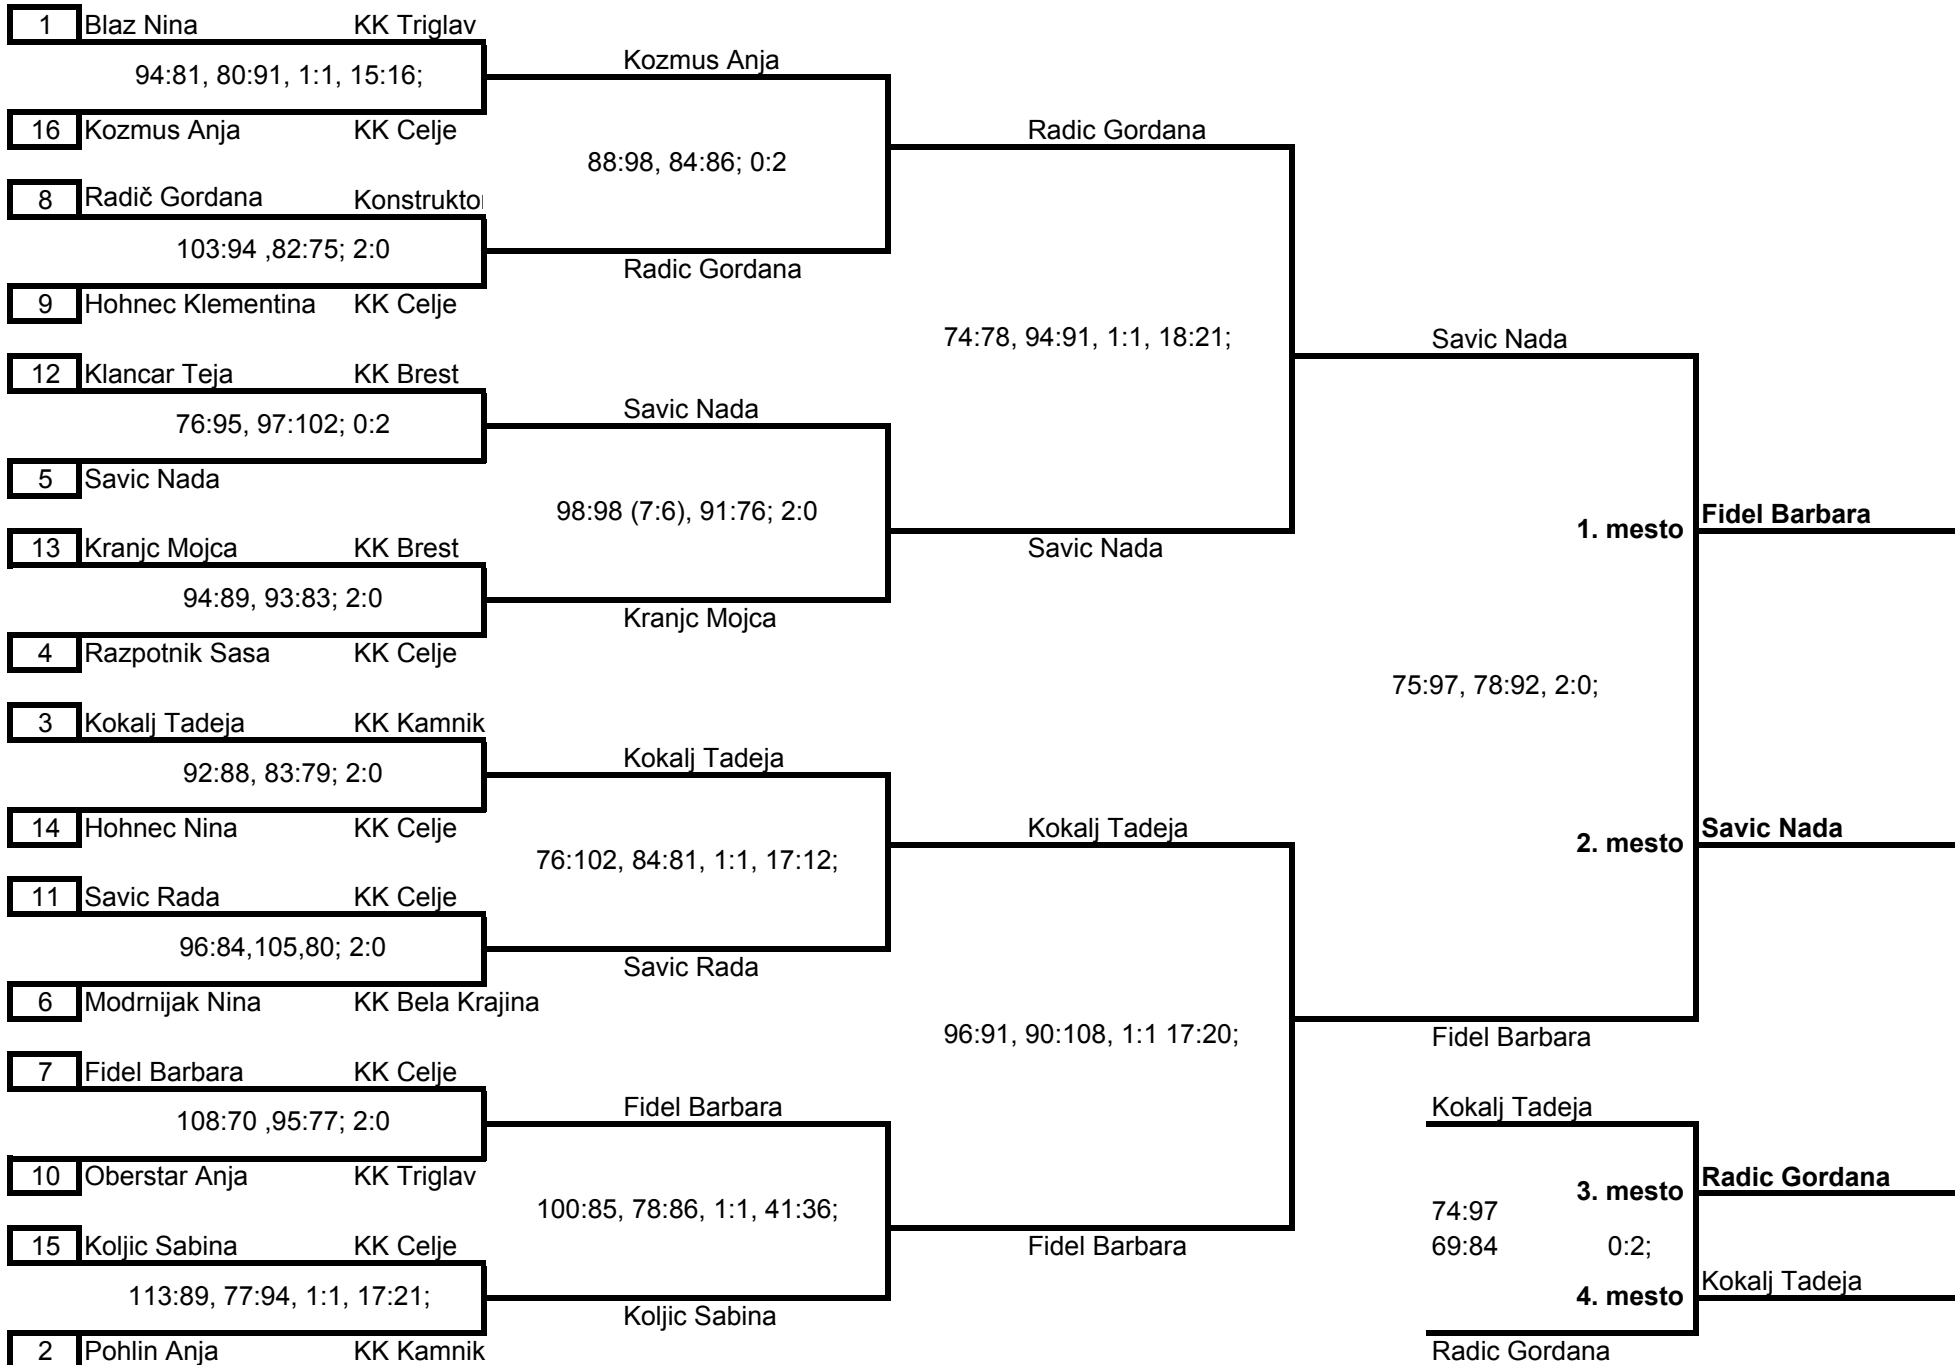 1 Blaz Nina KK Triglav
94:81, 80:91, 1:1, 15:16;
16 Kozmus Anja KK Celje
8 Radič Gordana Konstruktor
103:94 ,82:75; 2:0
9 Hohnec Klementina KK Celje
12 Klancar Teja KK Brest
76:95, 97:102; 0:2
5 Savic Nada
13 Kranjc Mojca KK Brest
94:89, 93:83; 2:0
4 Razpotnik Sasa KK Celje
3 Kokalj Tadeja KK Kamnik
92:88, 83:79; 2:0
14 Hohnec Nina KK Celje
11 Savic Rada KK Celje
96:84,105,80; 2:0
6 Modrnijak Nina KK Bela Krajina
7 Fidel Barbara KK Celje
108:70 ,95:77; 2:0
10 Oberstar Anja KK Triglav
15 Koljic Sabina KK Celje
113:89, 77:94, 1:1, 17:21;
2 Pohlin Anja KK Kamnik
Kozmus Anja
88:98, 84:86; 0:2
Radic Gordana
Savic Nada
98:98 (7:6), 91:76; 2:0
Kranjc Mojca
Kokalj Tadeja
76:102, 84:81, 1:1, 17:12;
Savic Rada
Fidel Barbara
100:85, 78:86, 1:1, 41:36;
Koljic Sabina
Radic Gordana
74:78, 94:91, 1:1, 18:21;
Savic Nada
Kokalj Tadeja
96:91, 90:108, 1:1 17:20;
Fidel Barbara
Savic Nada
75:97, 78:92, 2:0;
Fidel Barbara
1. mesto Fidel Barbara
2. mesto Savic Nada
Kokalj Tadeja
3. mesto Radic Gordana
74:97
69:84 0:2;
4. mesto Kokalj Tadeja
Radic Gordana